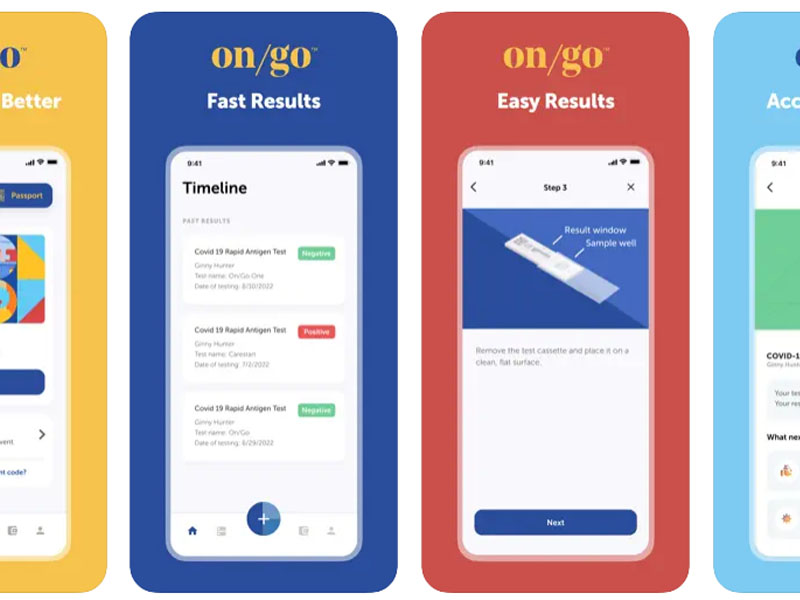 o™
Better
Passport
vent
nt code?
on/go™
Fast Results
9:41
Timeline
PAST RESULTS
Covid 19 Rapid Antigen Test
Negative
Ginny Hunter
Test name: On/Go One
Date of testing: 8/30/2022
Covid 19 Rapid Antigen Test
Positive
Ginny Hunter
Test name: Carestart
Date of testing: 7/2/2022
Covid 19 Rapid Antigen Test
Negative
Ginny Hunter
Test name: On/Go
Date of testing: 6/29/2022
+
on/go™
Easy Results
9:41
Step 3
Result window
Sample well
Remove the test cassette and place it on a
clean, flat surface.
Next
Acc
9:41
COVID-1
Ginny Hunte
Your tes
Your res
What nex